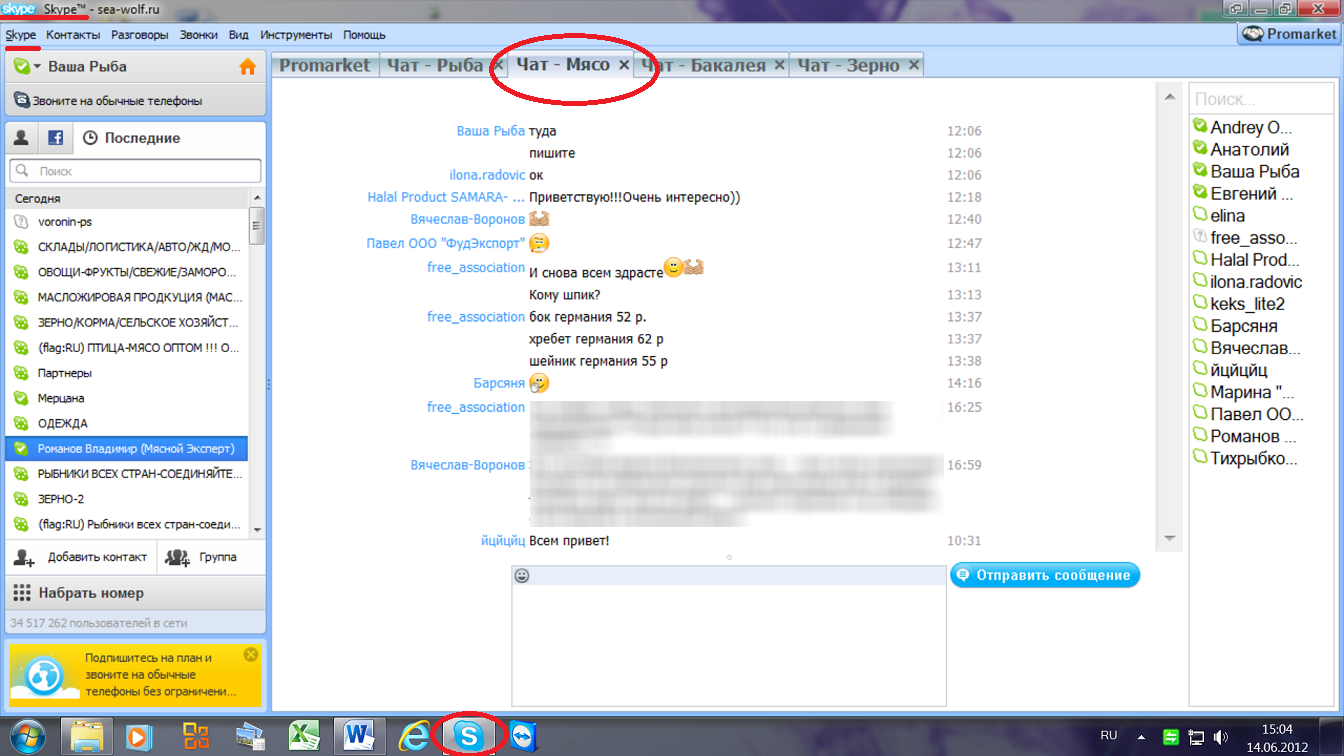 skype Skype™ - sea-wolf.ru
Skype Контакты Разговоры Звонки Вид Инструменты Помощь
Promarket
Ваша Рыба
Звоните на обычные телефоны
Последние
Поиск
Сегодня
voronin-ps
СКЛАДЫ/ЛОГИСТИКА/АВТО/ЖД/МО...
ОВОЩИ-ФРУКТЫ/СВЕЖИЕ/ЗАМОРО...
МАСЛОЖИРОВАЯ ПРОДКУЦИЯ (МАС...
ЗЕРНО/КОРМА/СЕЛЬСКОЕ ХОЗЯЙСТ...
(flag:RU) ПТИЦА-МЯСО ОПТОМ !!! О...
Партнеры
Мерцана
ОДЕЖДА
Романов Владимир (Мясной Эксперт)
РЫБНИКИ ВСЕХ СТРАН-СОЕДИНЯЙТЕ...
ЗЕРНО-2
(flag:RU) Рыбники всех стран-соеди...
Добавить контакт Группа
Набрать номер
34 517 262 пользователей в сети
Подпишитесь на план и
звоните на обычные
телефоны без ограничени...
Promarket Чат - Рыба Чат - Мясо Чат - Бакалея Чат - Зерно
Ваша Рыба туда 12:06
пишите 12:06
ilona.radovic ок 12:06
Halal Product SAMARA- ... Приветствую!!!Очень интересно)) 12:18
Вячеслав-Воронов 12:40
Павел ООО "ФудЭкспорт" 12:47
free_association И снова всем здрасте 13:11
Кому шпик? 13:13
free_association бок германия 52 р. 13:37
хребет германия 62 р 13:37
шейник германия 55 р 13:38
Барсяня 14:16
free_association 16:25
Вячеслав-Воронов 16:59
йцйцйц Всем привет! 10:31
Отправить сообщение
Поиск...
Andrey O...
Анатолий
Ваша Рыба
Евгений ...
elina
free_asso...
Halal Prod...
ilona.radovic
keks_lite2
Барсяня
Вячеслав...
йцйцйц
Марина "...
Павел ОО...
Романов ...
Тихрыбко...
RU
15:04
14.06.2012